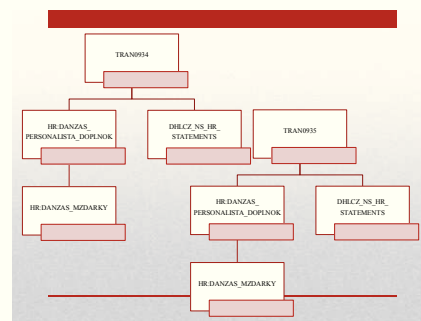 TRAN0934
HR:DANZAS_
PERSONALISTA_DOPLNOK
DHLCZ_NS_HR_
STATEMENTS
HR:DANZAS_MZDARKY
TRAN0935
HR:DANZAS_
PERSONALISTA_DOPLNOK
DHLCZ_NS_HR_
STATEMENTS
HR:DANZAS_MZDARKY